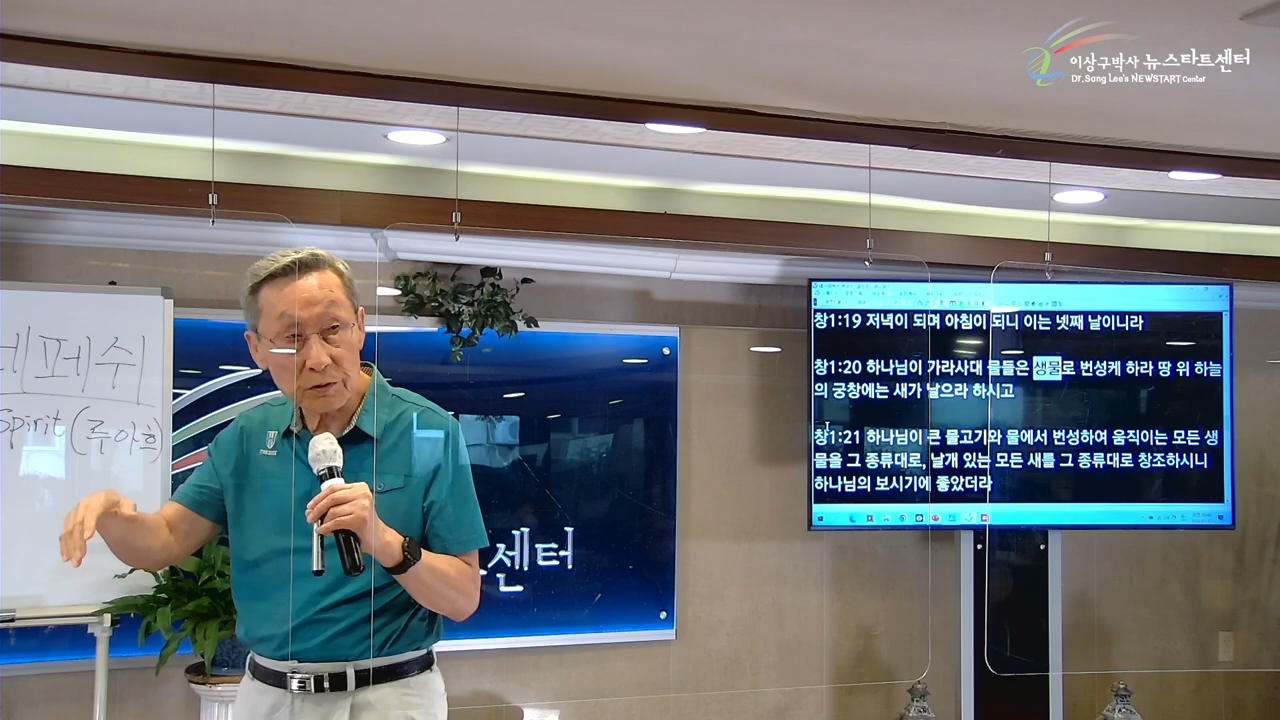 이상구박사 뉴스타트센터
Dr. Sang Lee's NEWSTART Center
네페쉬
Spirit (루아흐)
센터
창1:19 저녁이 되며 아침이 되니 이는 넷째 날이니라
창1:20 하나님이 가라사대 물들은 생물로 번성케 하라 땅 위 하늘
의 궁창에는 새가 날으라 하시고
창1:21 하나님이 큰 물고기와 물에서 번성하여 움직이는 모든 생
물을 그 종류대로, 날개 있는 모든 새를 그 종류대로 창조하시니
하나님의 보시기에 좋았더라